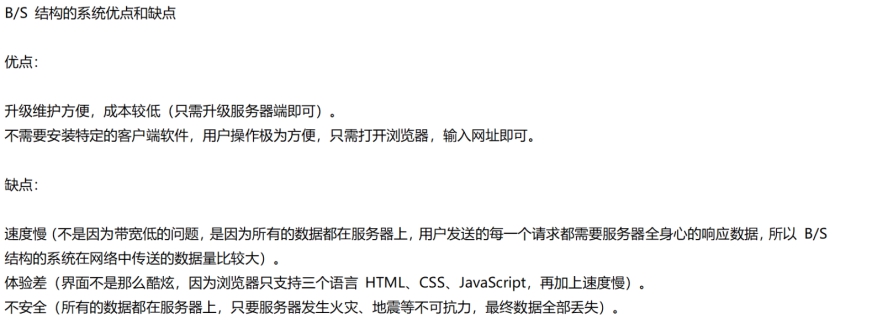 B/S 结构的系统优点和缺点
优点：
升级维护方便，成本较低（只需升级服务器端即可）。
不需要安装特定的客户端软件，用户操作极为方便，只需打开浏览器，输入网址即可。
缺点：
速度慢（不是因为带宽低的问题，是因为所有的数据都在服务器上，用户发送的每一个请求都需要服务器全身心的响应数据，所以 B/S
结构的系统在网络中传送的数据量比较大）。
体验差（界面不是那么酷炫，因为浏览器只支持三个语言 HTML、CSS、JavaScript，再加上速度慢）。
不安全（所有的数据都在服务器上，只要服务器发生火灾、地震等不可抗力，最终数据全部丢失）。